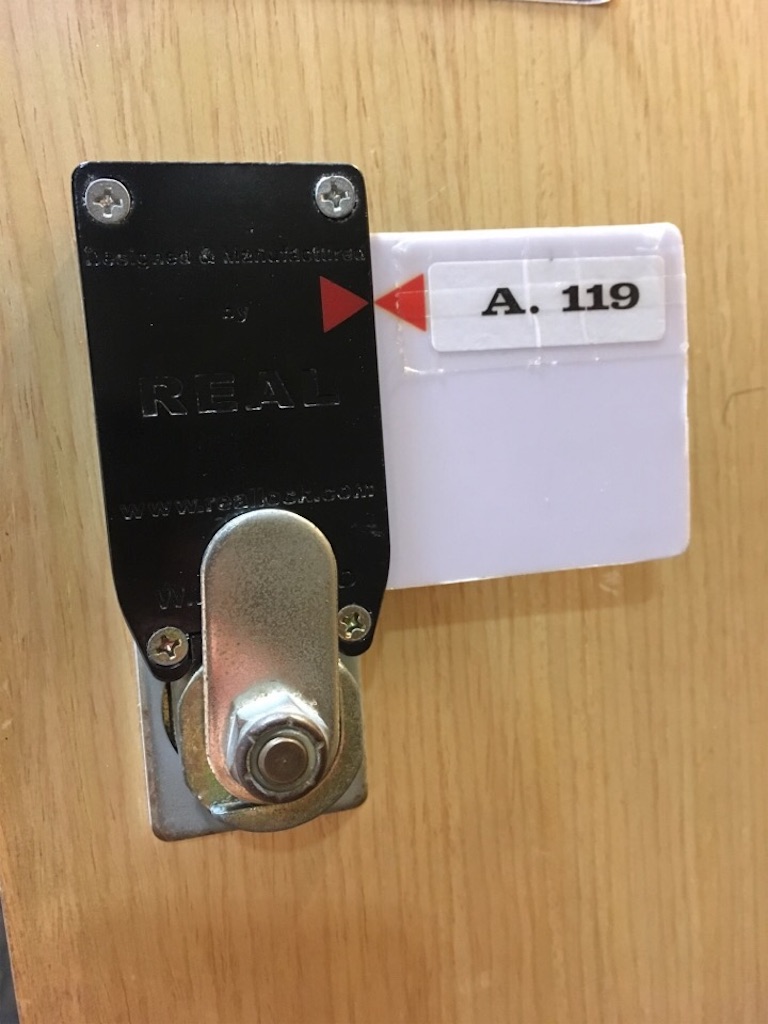 Designed & Manufactured
by
REAL
www.reallock.com
A. 119